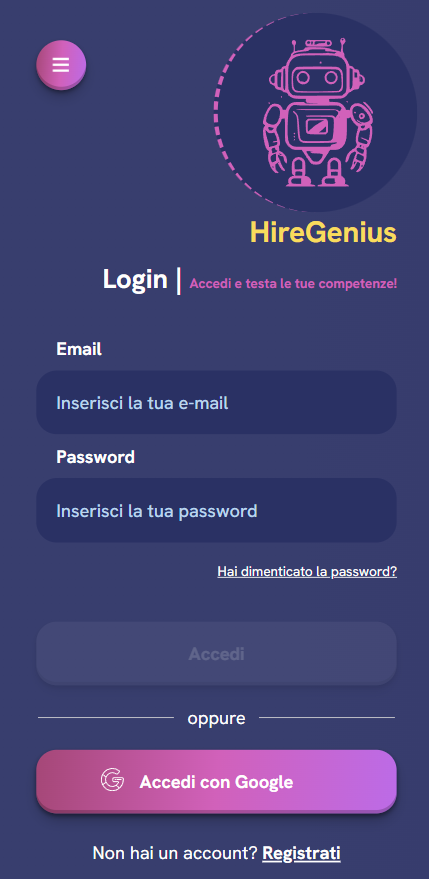 HireGenius
Login | Accedi e testa le tue competenze!
Email
Inserisci la tua e-mail
Password
Inserisci la tua password
Hai dimenticato la password?
Accedi
oppure
Accedi con Google
Non hai un account? Registrati